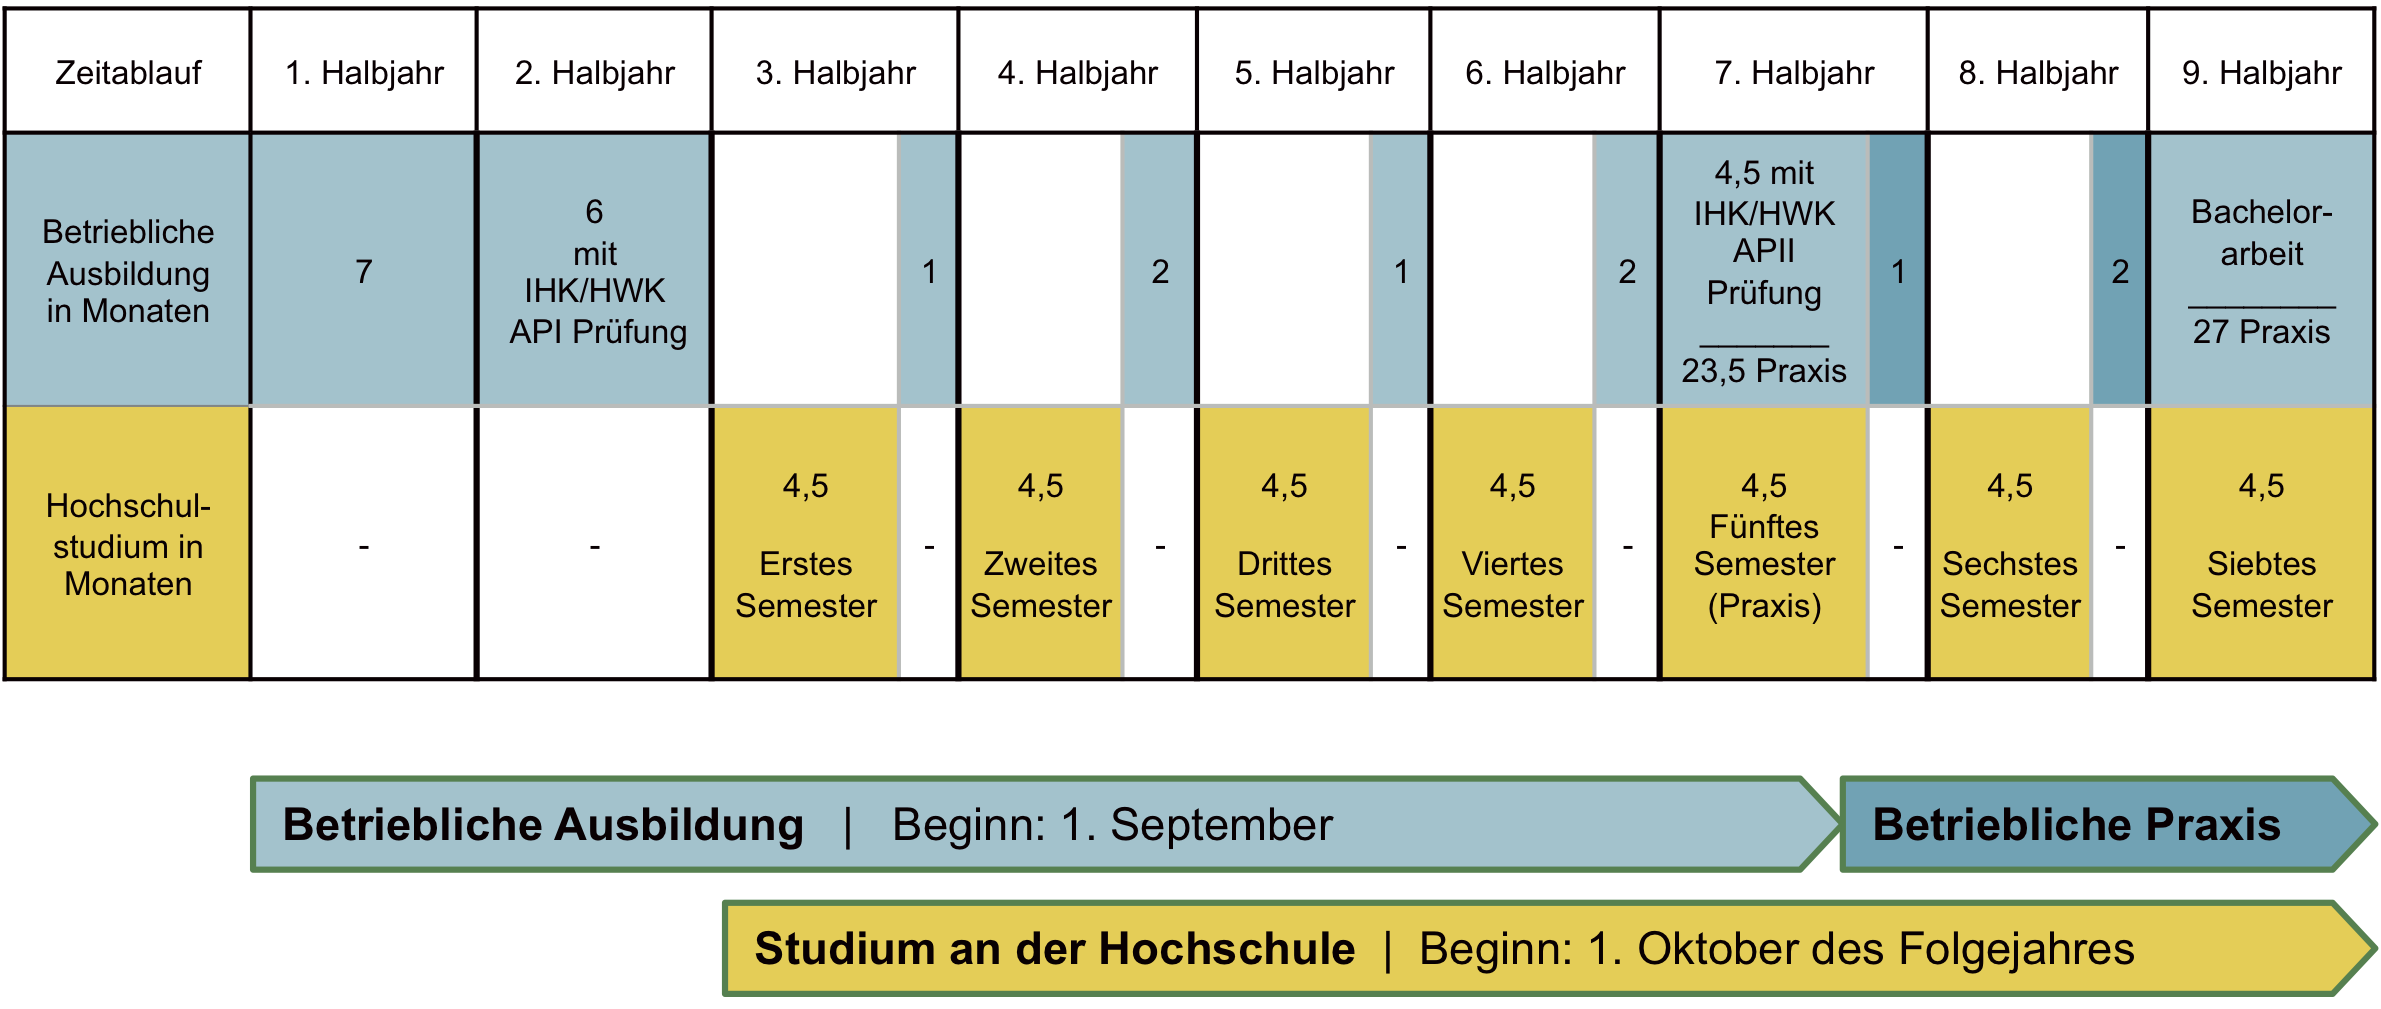 Zeitablauf
1. Halbjahr
2. Halbjahr
3. Halbjahr
4. Halbjahr
5. Halbjahr
6. Halbjahr
7. Halbjahr
8. Halbjahr
9. Halbjahr
Betriebliche
Ausbildung
in Monaten
7
6
mit
IHK/HWK
API Prüfung
1
2
1
2
4,5 mit
IHK/HWK
APII
Prüfung
_______
23,5 Praxis
1
2
Bachelor-
arbeit
________
27 Praxis
Hochschul-
studium in
Monaten
-
-
4,5
Erstes
Semester
-
4,5
Zweites
Semester
-
4,5
Drittes
Semester
-
4,5
Viertes
Semester
-
4,5
Fünftes
Semester
(Praxis)
-
4,5
Sechstes
Semester
-
4,5
Siebtes
Semester
Betriebliche Ausbildung | Beginn: 1. September
Betriebliche Praxis
Studium an der Hochschule | Beginn: 1. Oktober des Folgejahres